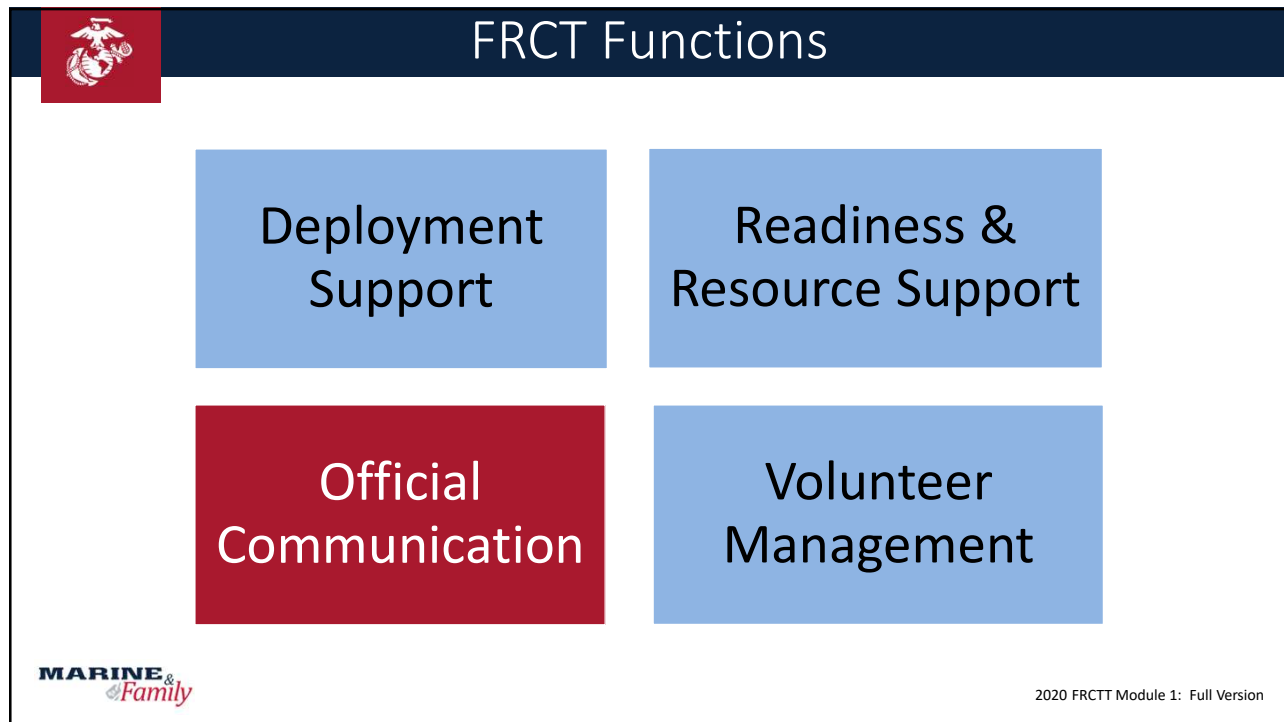 FRCT Functions
Deployment
Support
Readiness &
Resource Support
Official
Communication
Volunteer
Management
MARINE &
& Family
2020 FRCTT Module 1: Full Version